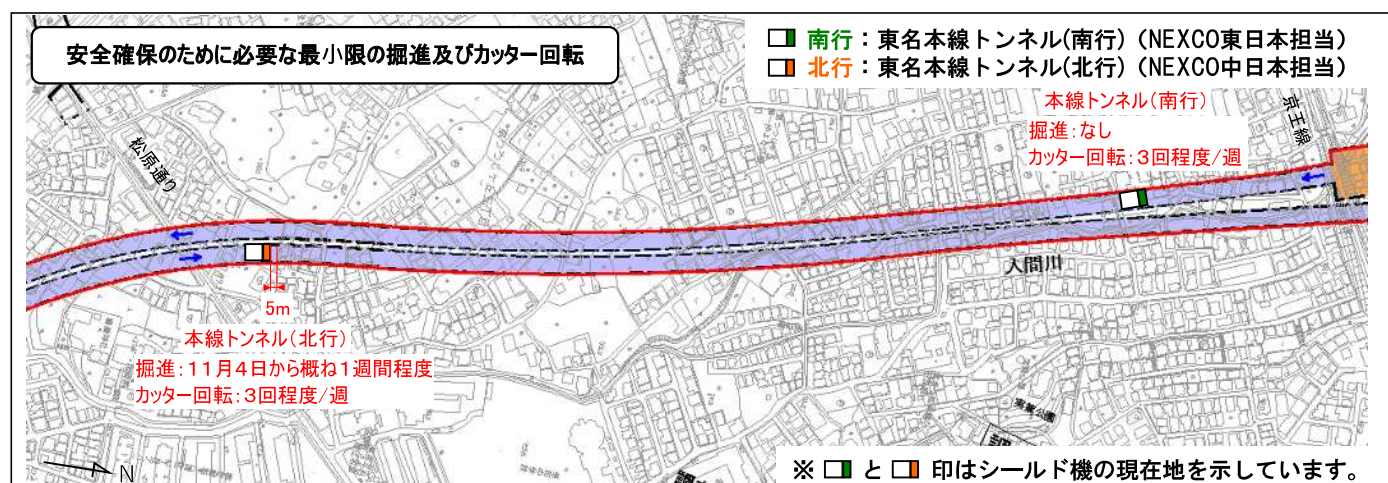 安全確保のために必要な最小限の掘進及びカッター回転
南行：東名本線トンネル(南行)（NEXCO東日本担当）
北行：東名本線トンネル(北行)（NEXCO中日本担当）
本線トンネル（南行）
掘進：なし
カッター回転：３回程度/週
京王線
松原通り
入間川
5m
本線トンネル（北行）
掘進：１１月４日から概ね１週間程度
カッター回転：３回程度/週
実篤公園
N
※ と 印はシールド機の現在地を示しています。